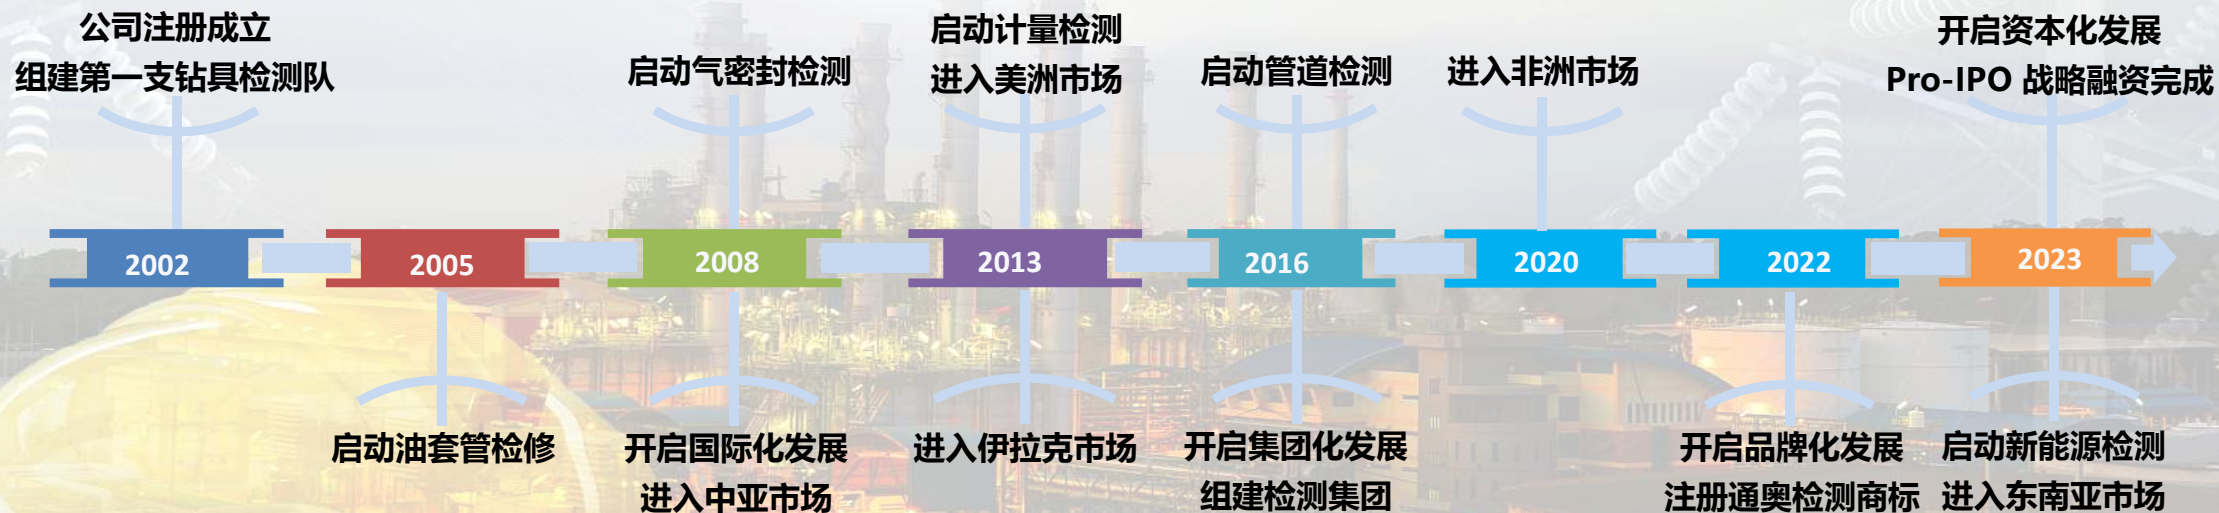 公司注册成立
组建第一支钻具检测队
启动气密封检测
启动计量检测
进入美洲市场
启动管道检测
进入非洲市场
开启资本化发展
Pro-IPO 战略融资完成
2002
2005
2008
2013
2016
2020
2022
2023
启动油套管检修
开启国际化发展
进入中亚市场
进入伊拉克市场
开启集团化发展
组建检测集团
开启品牌化发展
注册通奥检测商标
启动新能源检测
进入东南亚市场